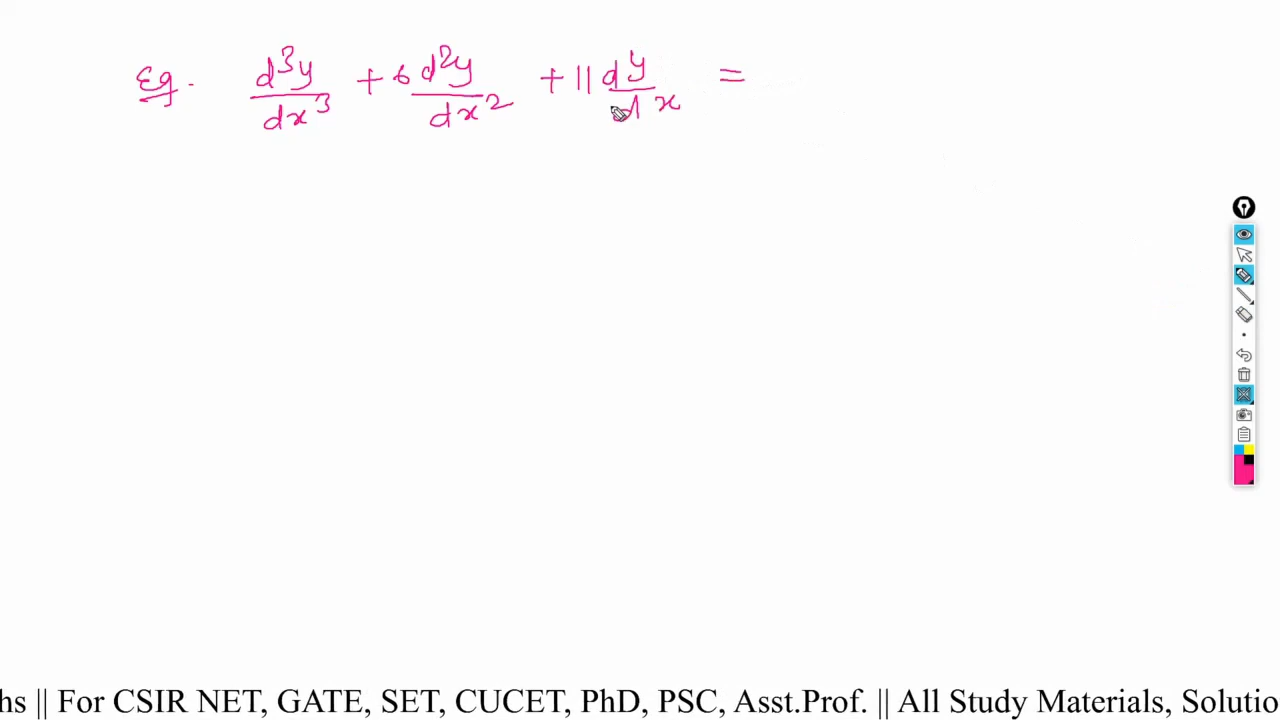 Eg. d³y/dx³ + 6 d²y/dx² + 11 dy/dx =
hs || For CSIR NET, GATE, SET, CUCET, PhD, PSC, Asst.Prof. || All Study Materials, Solutio